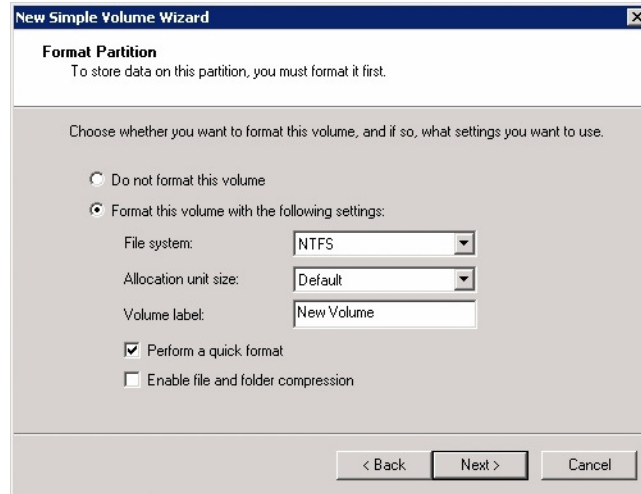 New Simple Volume Wizard
Format Partition
To store data on this partition, you must format it first.
Choose whether you want to format this volume, and if so, what settings you want to use.
Do not format this volume
Format this volume with the following settings:
File system: NTFS
Allocation unit size: Default
Volume label: New Volume
Perform a quick format
Enable file and folder compression
< Back Next > Cancel